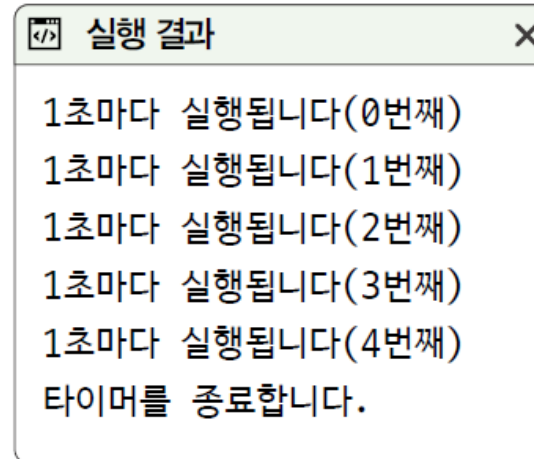 실행 결과
1초마다 실행됩니다(0번째)
1초마다 실행됩니다(1번째)
1초마다 실행됩니다(2번째)
1초마다 실행됩니다(3번째)
1초마다 실행됩니다(4번째)
타이머를 종료합니다.